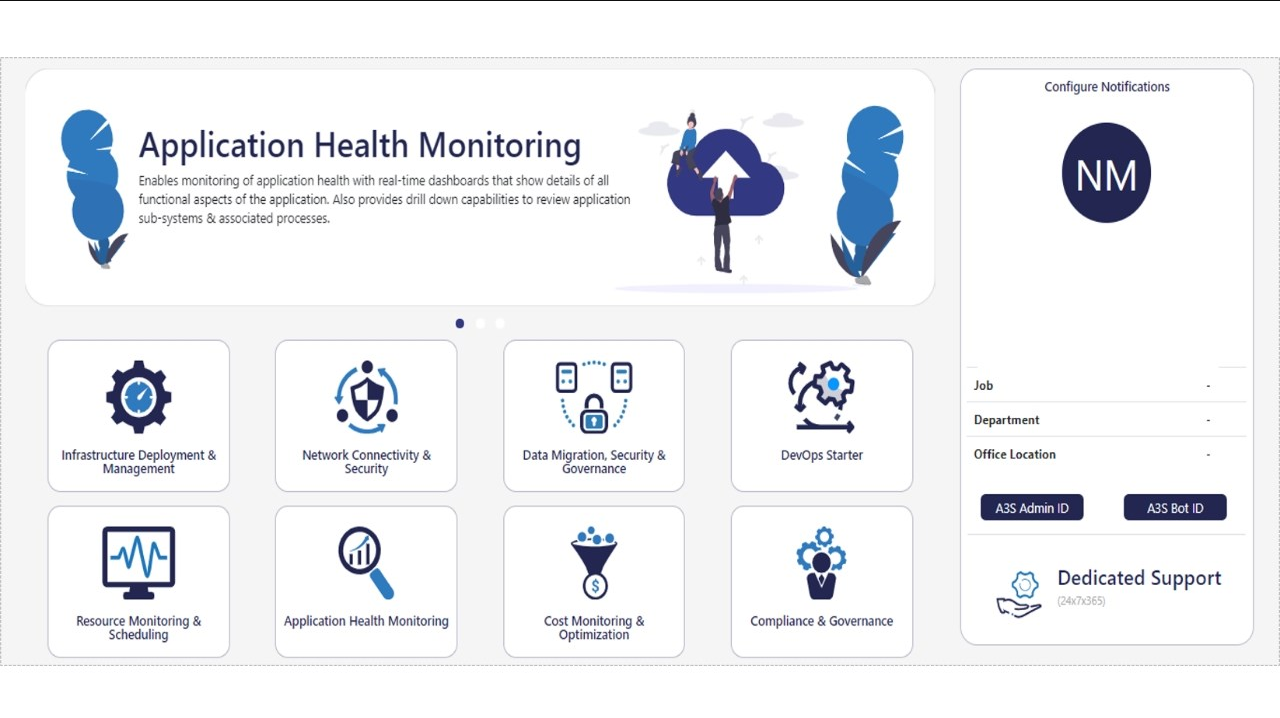 Application Health Monitoring
Enables monitoring of application health with real-time dashboards that show details of all
functional aspects of the application. Also provides drill down capabilities to review application
sub-systems & associated processes.
Infrastructure Deployment &
Management
Network Connectivity &
Security
Data Migration, Security &
Governance
DevOps Starter
Resource Monitoring &
Scheduling
Application Health Monitoring
$
Cost Monitoring &
Optimization
Compliance & Governance
Configure Notifications
NM
Job -
Department -
Office Location -
A3S Admin ID
A3S Bot ID
Dedicated Support
(24x7x365)